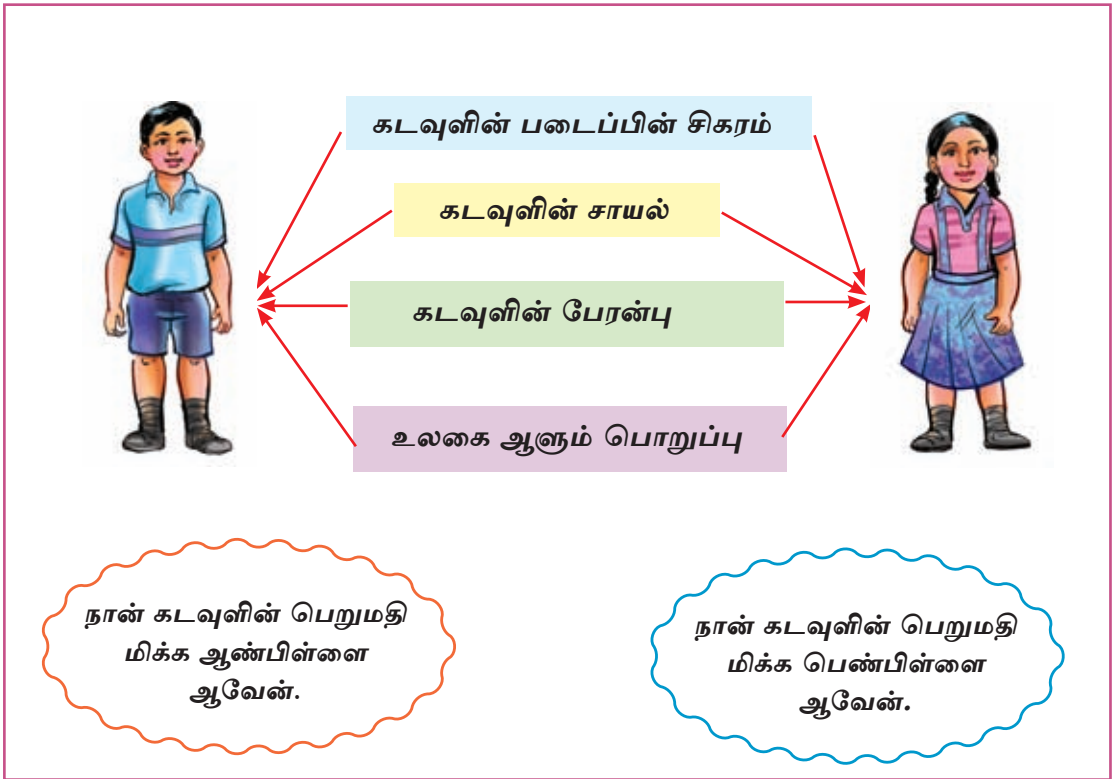 கடவுளின் படைப்பின் சிகரம்
கடவுளின் சாயல்
கடவுளின் பேரன்பு
உலகை ஆளும் பொறுப்பு
நான் கடவுளின் பெறுமதி
மிக்க ஆண்பிள்ளை
ஆவேன்.
நான் கடவுளின் பெறுமதி
மிக்க பெண்பிள்ளை
ஆவேன்.